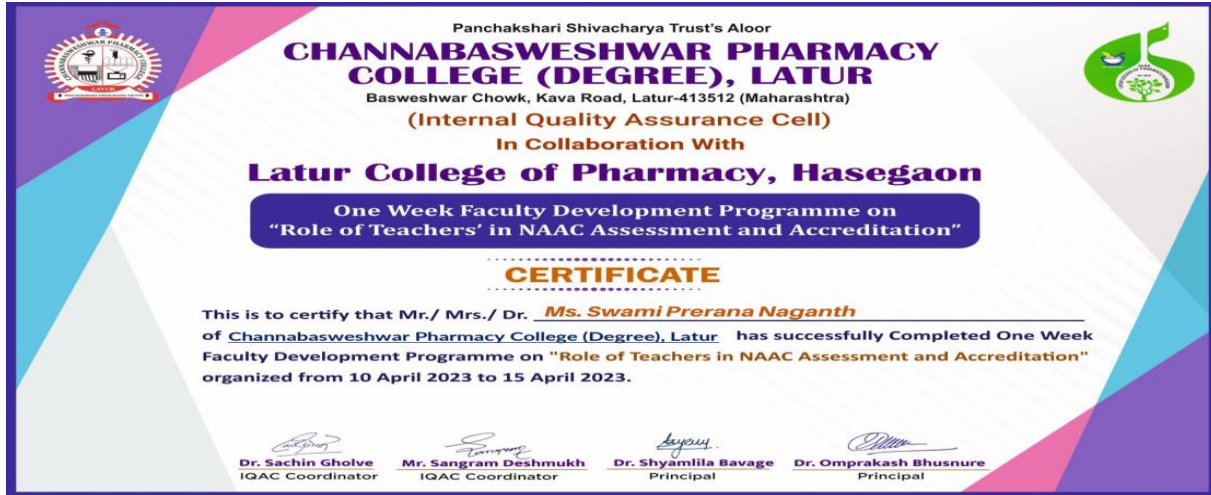 Panchakshari Shivacharya Trust's Aloor
CHANNABASWESHWAR PHARMACY
COLLEGE (DEGREE), LATUR
Basweshwar Chowk, Kava Road, Latur-413512 (Maharashtra)
(Internal Quality Assurance Cell)
In Collaboration With
Latur College of Pharmacy, Hasegaon
One Week Faculty Development Programme on
“Role of Teachers’ in NAAC Assessment and Accreditation”
CERTIFICATE
This is to certify that Mr./ Mrs./ Dr. Ms. Swami Prerana Naganth
of Channabasweshwar Pharmacy College (Degree), Latur has successfully Completed One Week
Faculty Development Programme on "Role of Teachers in NAAC Assessment and Accreditation"
organized from 10 April 2023 to 15 April 2023.
Dr. Sachin Gholve Mr. Sangram Deshmukh Dr. Shyamlila Bavage Dr. Omprakash Bhusnure
IQAC Coordinator IQAC Coordinator Principal Principal
LATUR